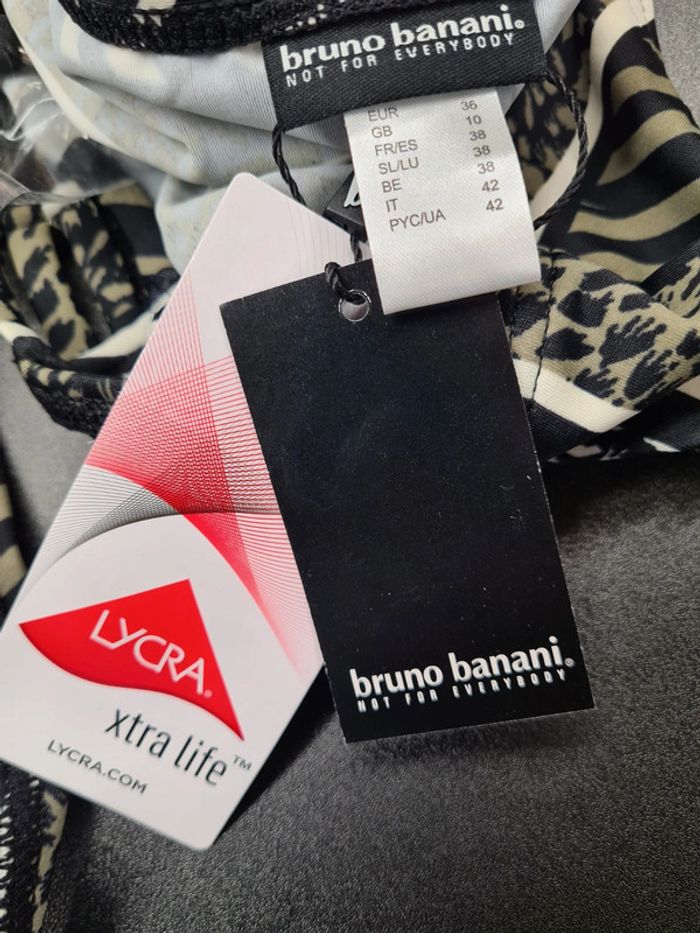 bruno banani.
NOT FOR EVERYBODY
EUR 36
GB 10
FR/ES 38
SL/LU 38
BE 38
IT 42
PYC/UA 42
LYCRA®
xtra life™
LYCRA.COM
bruno banani.
NOT FOR EVERYBODY